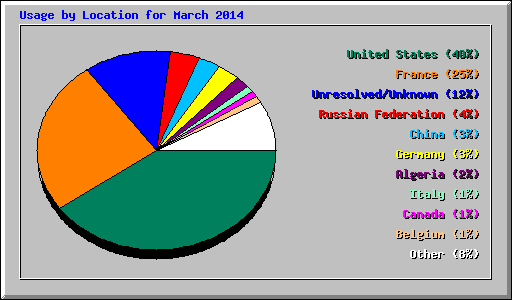 Usage by Location for March 2014
United States (40%)
France (25%)
Unresolved/Unknown (12%)
Russian Federation (4%)
China (3%)
Germany (3%)
Algeria (2%)
Italy (1%)
Canada (1%)
Belgium (1%)
Other (8%)